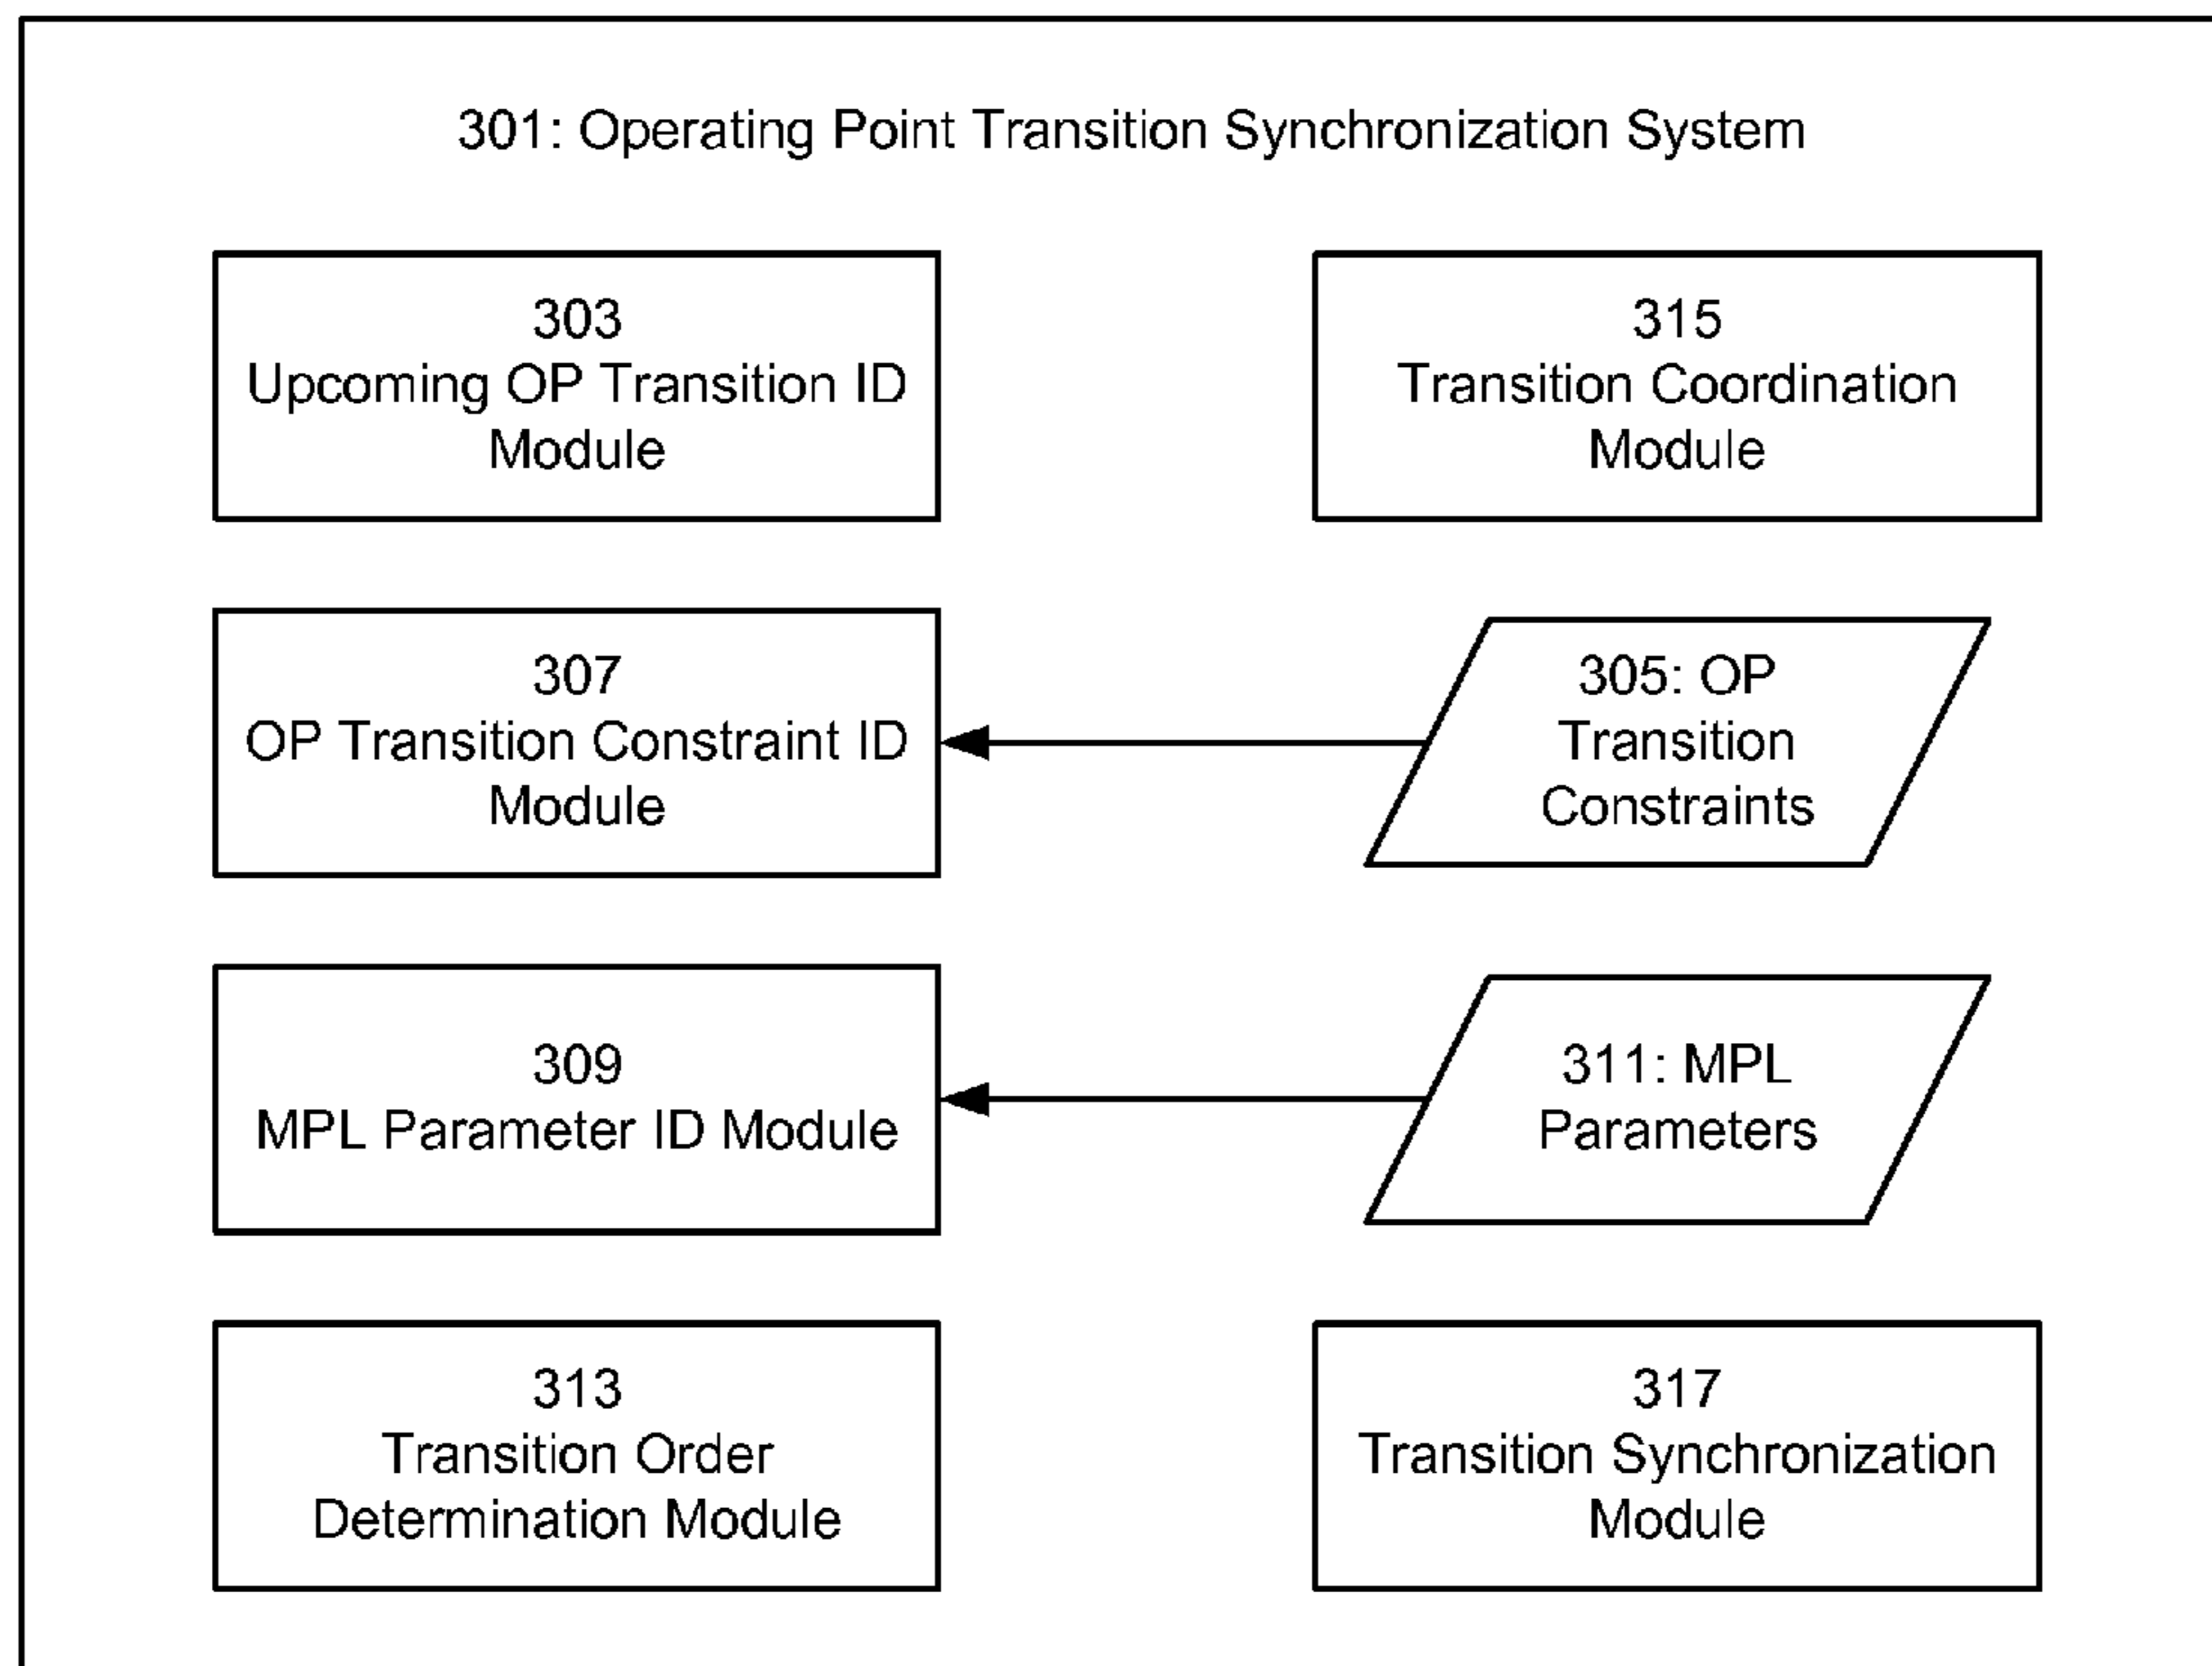 301: Operating Point Transition Synchronization System
303
Upcoming OP Transition ID
Module
315
Transition Coordination
Module
307
OP Transition Constraint ID
Module
305: OP
Transition
Constraints
309
MPL Parameter ID Module
311: MPL
Parameters
313
Transition Order
Determination Module
317
Transition Synchronization
Module